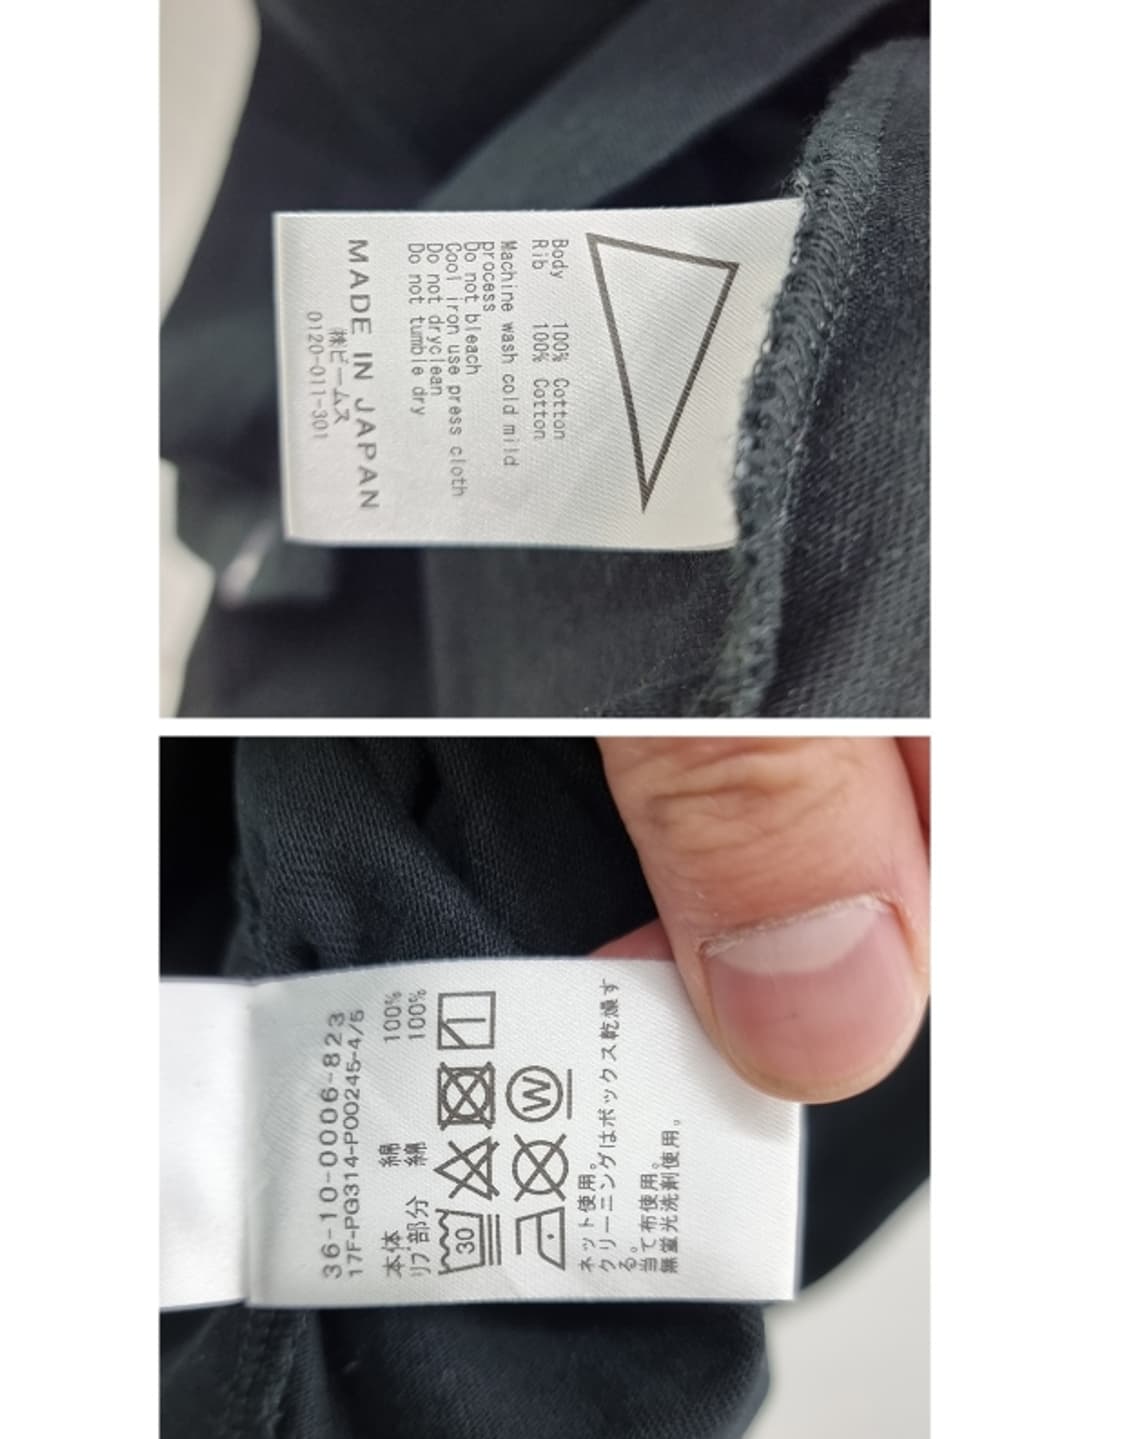 Body 100% Cotton
Rib 100% Cotton
Machine wash cold mild
process
Do not bleach
Cool iron use press cloth
Do not dryclean
Do not tumble dry
MADE IN JAPAN
㈱ビームス
0120-011-301
36-10-0006-823
17F-PG314-P00245-4/5
本体 綿 100%
リブ部分 綿 100%
30
W
ネット使用。
クリーニングはボックス乾燥す
る。
当て布使用。
無蛍光洗剤使用。